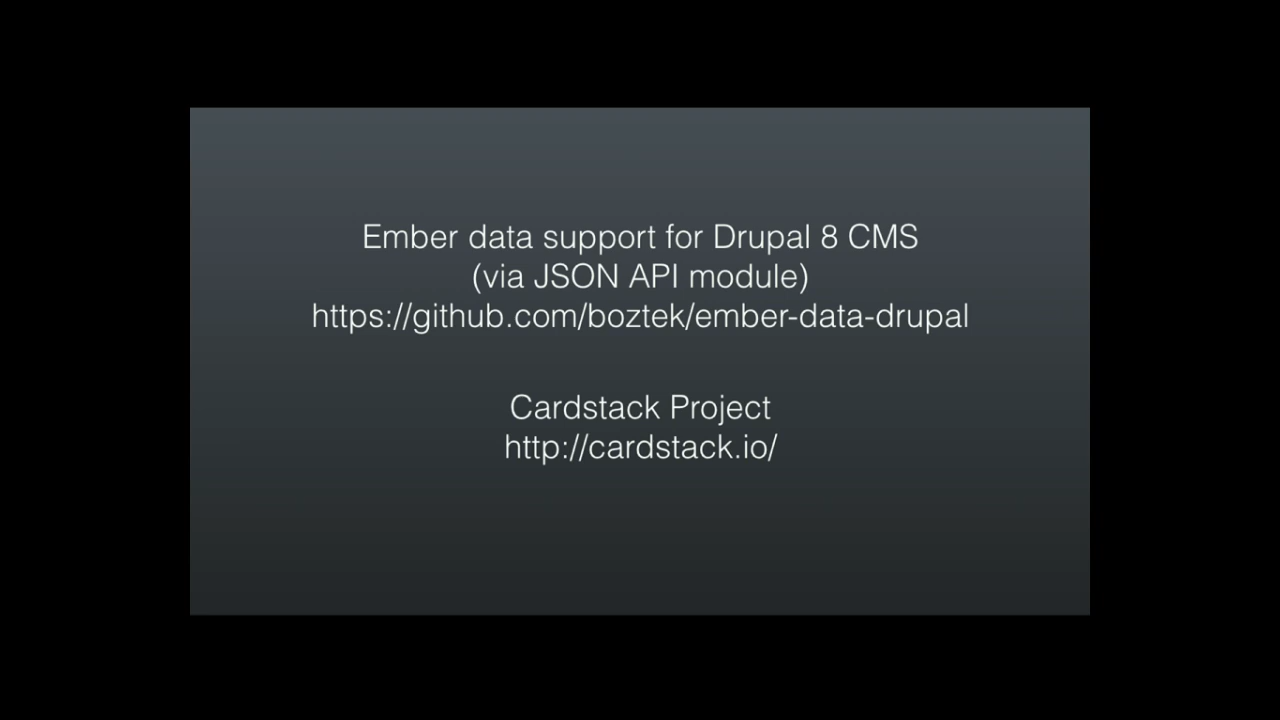 Ember data support for Drupal 8 CMS
(via JSON API module)
https://github.com/boztek/ember-data-drupal
Cardstack Project
http://cardstack.io/